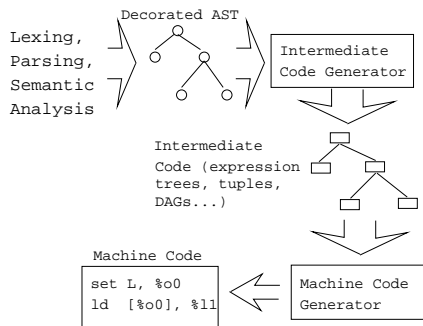 Decorated AST
Lexing,
Parsing,
Semantic
Analysis
Intermediate
Code Generator
Intermediate
Code (expression
trees, tuples,
DAGs...)
Machine Code
set L, %o0
ld [%o0], %l1
Machine Code
Generator